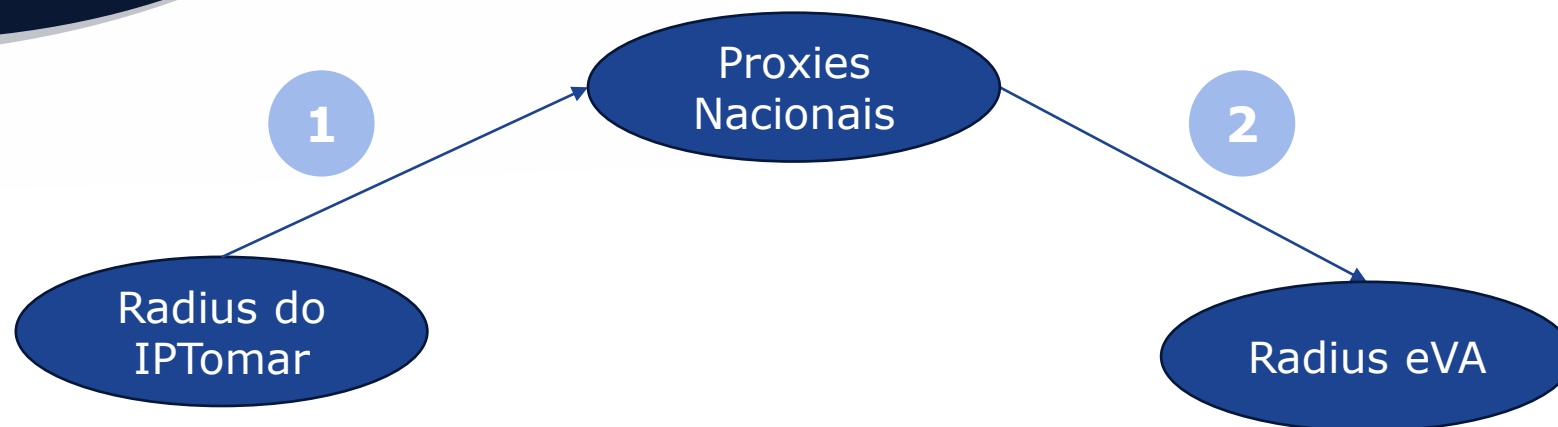 Proxies
Nacionais
1
2
Radius do
IPTomar
Radius eVA